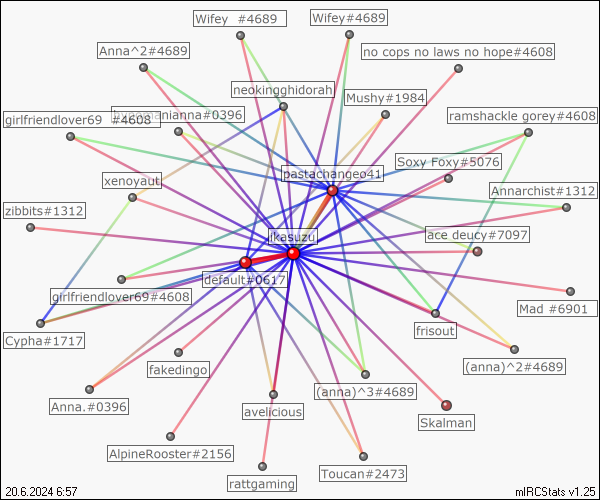 Wifey  #4689
Wifey#4689
Anna^2#4689
no cops no laws no hope#4608
neokingghidorah
Mushy#1984
girlfriendlover69  #4608
#0396
ramshackle gorey#4608
Soxy Foxy#5076
pastachangeo41
xenoyaut
Annarchist#1312
zibbits#1312
ikasuzu
ace deucy#7097
default#0617
girlfriendlover69#4608
Mad #6901
frisout
Cypha#1717
fakedingo
(anna)^2#4689
(anna)^3#4689
Anna.#0396
avelicious
Skalman
AlpineRooster#2156
Toucan#2473
rattgaming
20.6.2024 6:57
mIRCStats v1.25